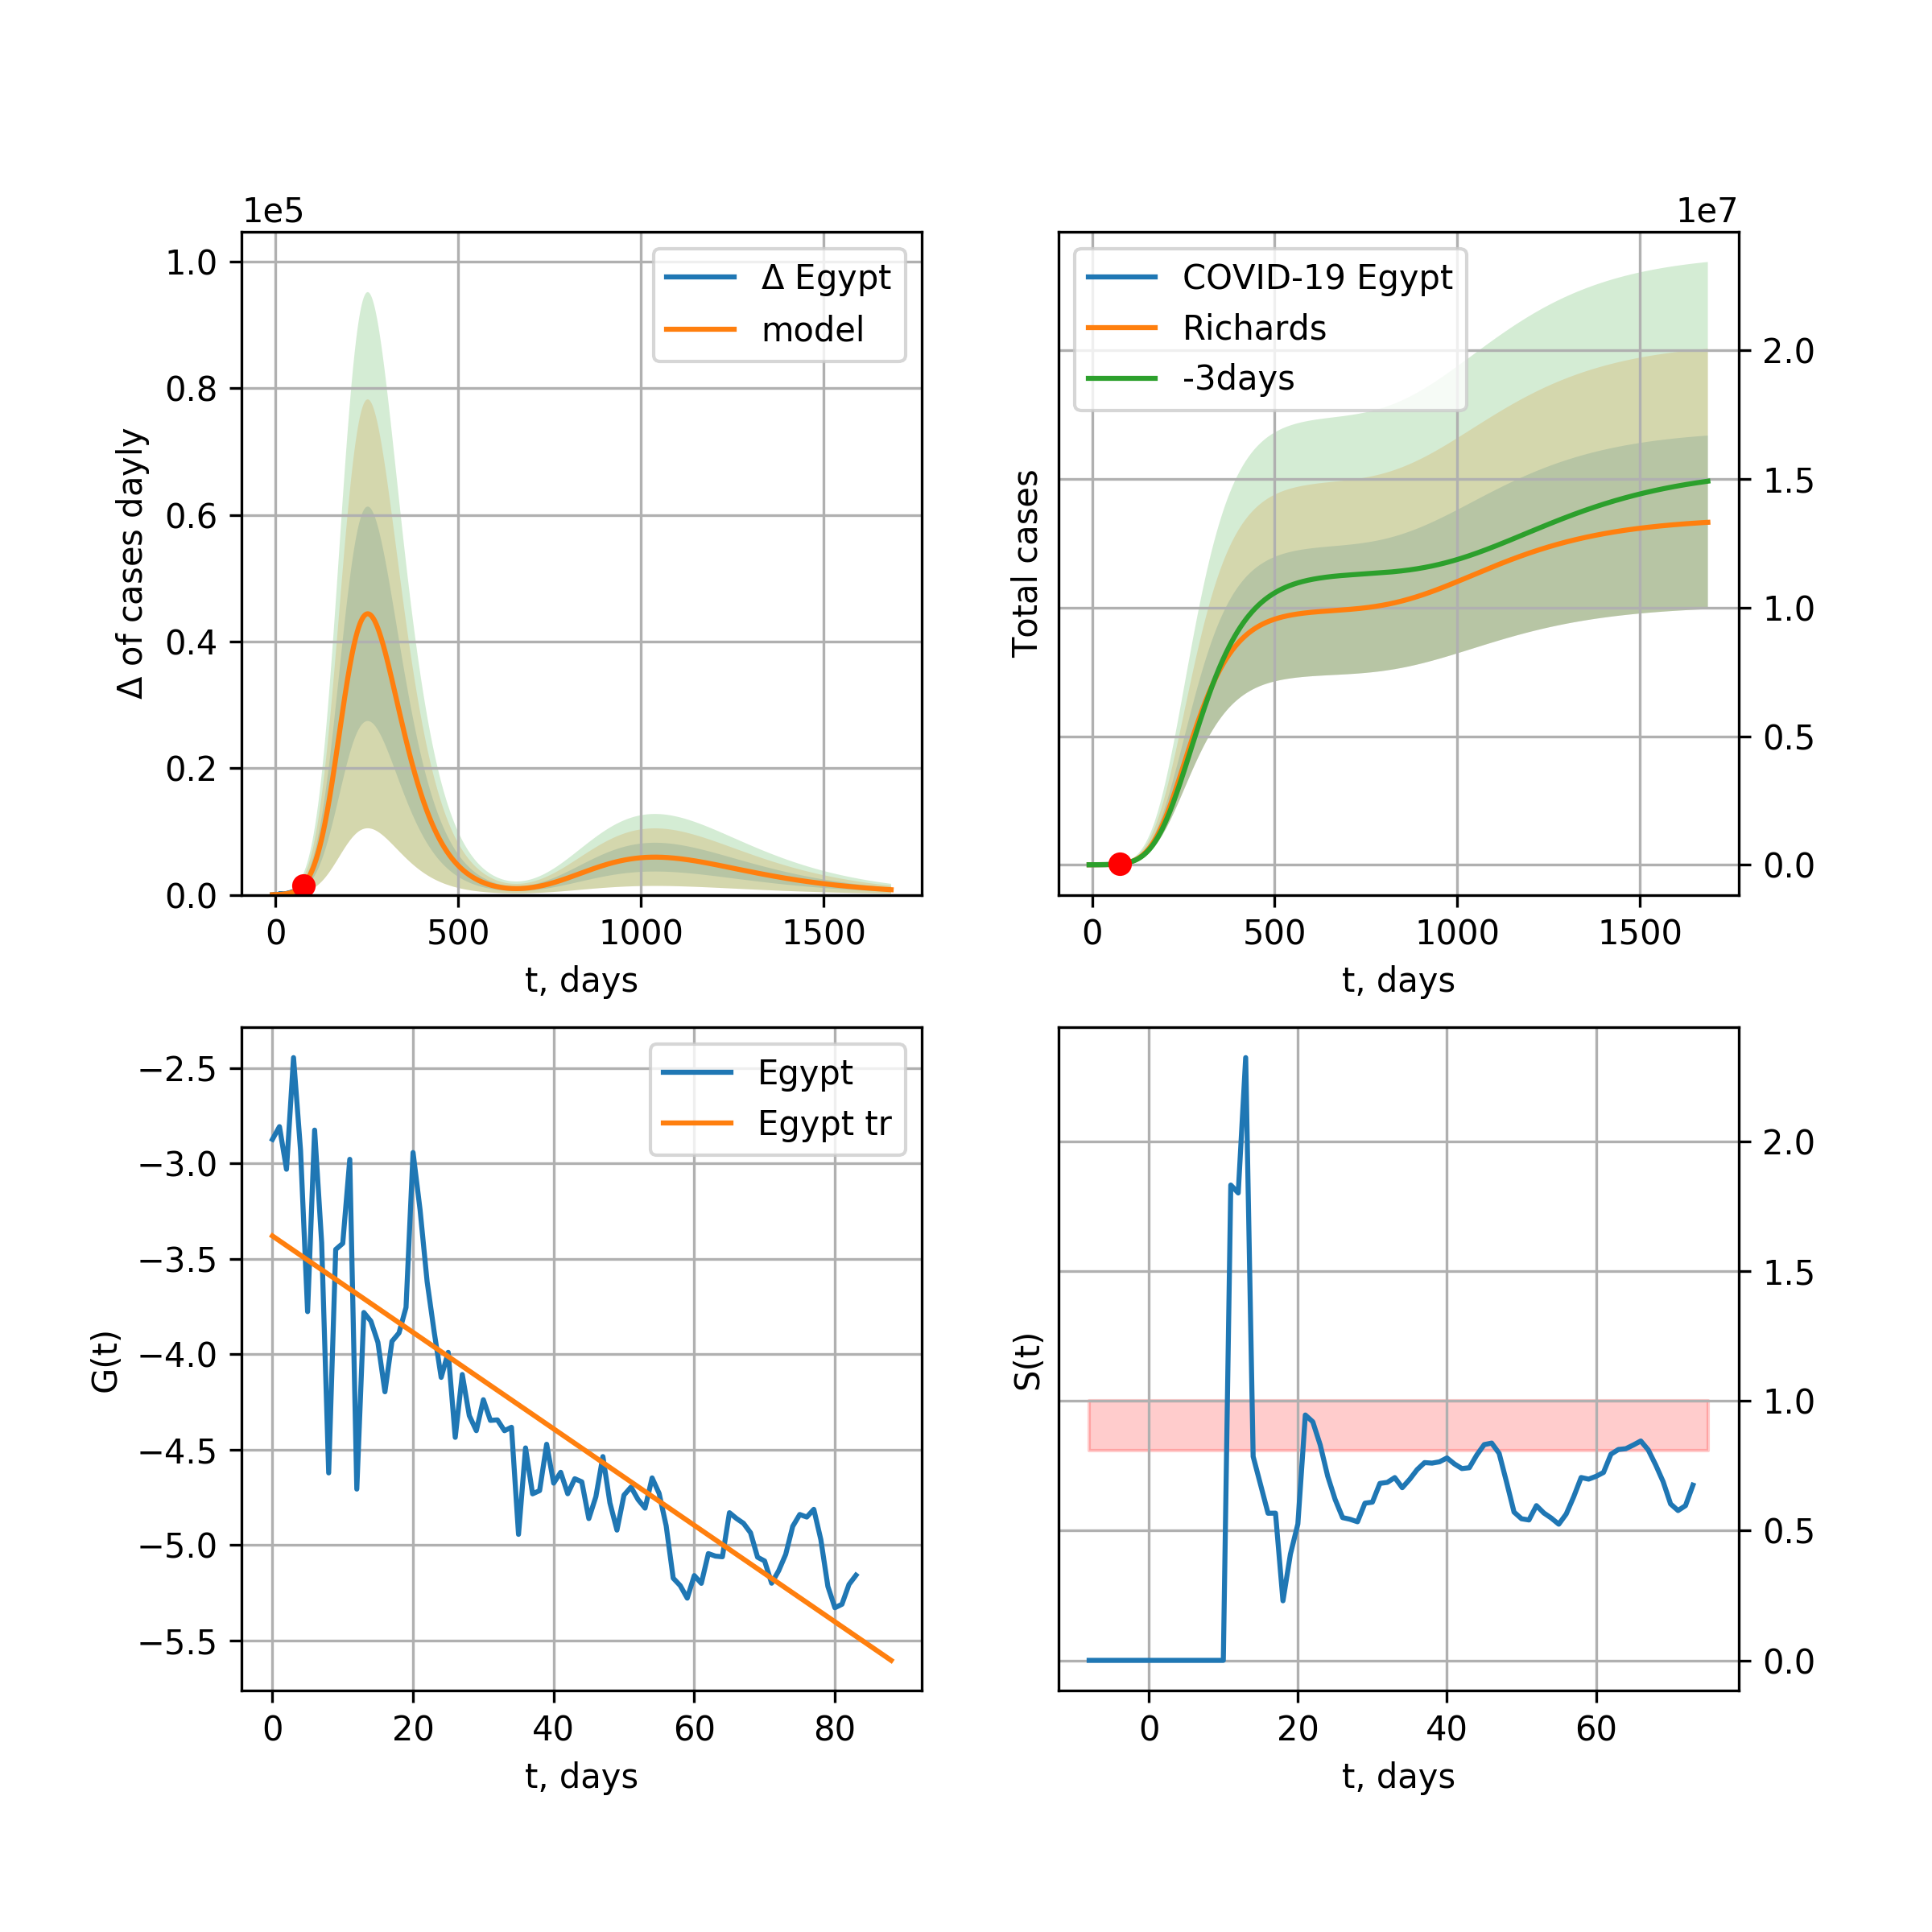 1e5
1.0
0.8
0.6
0.4
0.2
0.0
Δ of cases dayly
Δ Egypt
model
0 500 1000 1500
t, days
1e7
COVID-19 Egypt
Richards
-3days
Total cases
2.0
1.5
1.0
0.5
0.0
0 500 1000 1500
t, days
−2.5
−3.0
−3.5
−4.0
−4.5
−5.0
−5.5
G(t)
Egypt
Egypt tr
0 20 40 60 80
t, days
S(t)
2.0
1.5
1.0
0.5
0.0
0 20 40 60
t, days